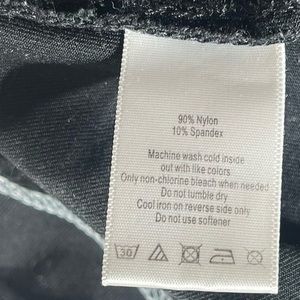 90% Nylon
10% Spandex
Machine wash cold inside
out with like colors
Only non-chlorine bleach when needed
Do not tumble dry
Cool iron on reverse side only
Do not use softener
30